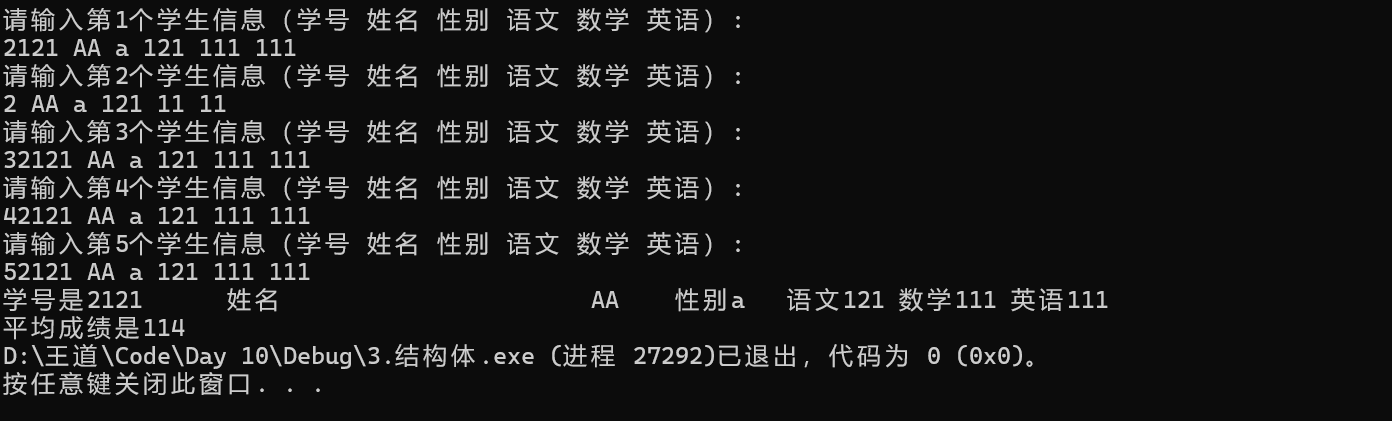 请输入第1个学生信息（学号 姓名 性别 语文 数学 英语）:
2121 AA a 121 111 111
请输入第2个学生信息（学号 姓名 性别 语文 数学 英语）:
2 AA a 121 11 11
请输入第3个学生信息（学号 姓名 性别 语文 数学 英语）:
32121 AA a 121 111 111
请输入第4个学生信息（学号 姓名 性别 语文 数学 英语）:
42121 AA a 121 111 111
请输入第5个学生信息（学号 姓名 性别 语文 数学 英语）:
52121 AA a 121 111 111
学号是2121      姓名                      AA    性别a   语文121 数学111 英语111
平均成绩是114
D:\王道\Code\Day 10\Debug\3.结构体.exe (进程 27292)已退出，代码为 0 (0x0)。
按任意键关闭此窗口. . .